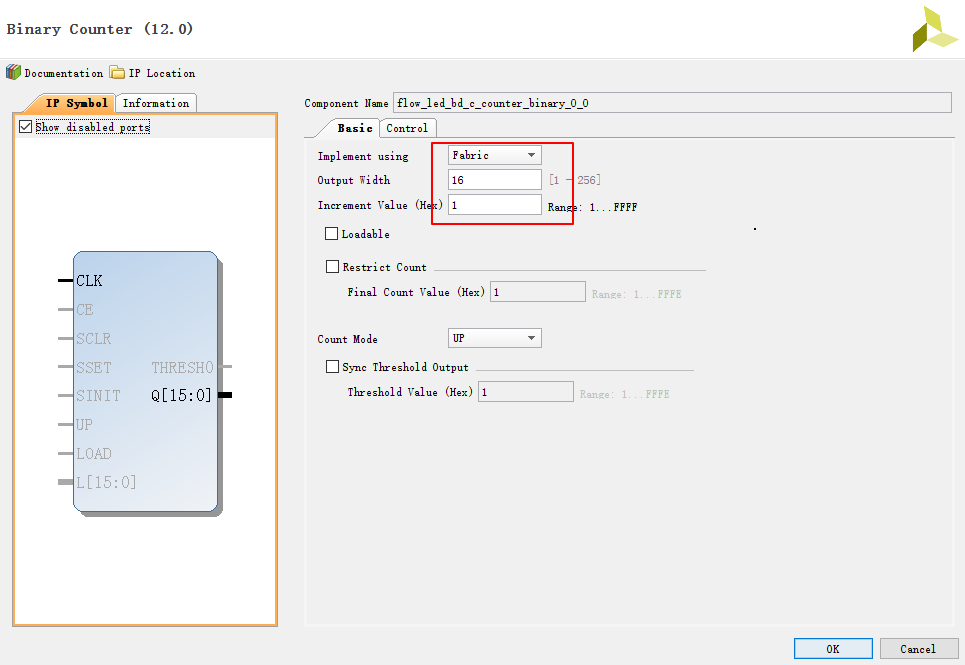 Binary Counter (12.0)
Documentation IP Location
IP Symbol Information
Show disabled ports
CLK
CE
SCLR
SSET THRESH0
SINIT Q[15:0]
UP
LOAD
L[15:0]
Component Name flow_led_bd_c_counter_binary_0_0
Basic Control
Implement using Fabric
Output Width 16 [1 - 256]
Increment Value (Hex) 1 Range: 1...FFFF
Loadable
Restrict Count
Final Count Value (Hex) 1 Range: 1...FFFE
Count Mode UP
Sync Threshold Output
Threshold Value (Hex) 1 Range: 1...FFFE
OK Cancel